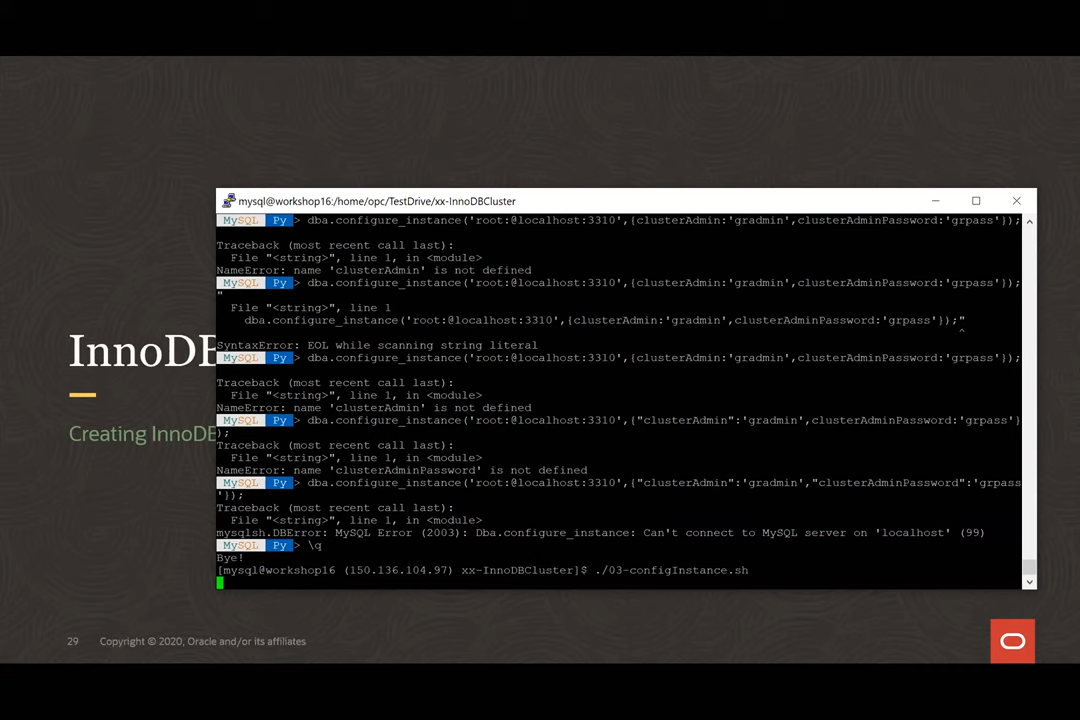 mysql@workshop16:/home/opc/TestDrive/xx-InnoDBCluster
MySQL Py > dba.configure_instance('root:@localhost:3310',{clusterAdmin:'gradmin',clusterAdminPassword:'grpass'});
Traceback (most recent call last):
File "<string>", line 1, in <module>
NameError: name 'clusterAdmin' is not defined
MySQL Py > dba.configure_instance('root:@localhost:3310',{clusterAdmin:'gradmin',clusterAdminPassword:'grpass'});
"
File "<string>", line 1
dba.configure_instance('root:@localhost:3310',{clusterAdmin:'gradmin',clusterAdminPassword:'grpass'});"
^
SyntaxError: EOL while scanning string literal
MySQL Py > dba.configure_instance('root:@localhost:3310',{clusterAdmin:'gradmin',clusterAdminPassword:'grpass'});
Traceback (most recent call last):
File "<string>", line 1, in <module>
NameError: name 'clusterAdmin' is not defined
MySQL Py > dba.configure_instance('root:@localhost:3310',{"clusterAdmin":'gradmin',clusterAdminPassword:'grpass'}
);
Traceback (most recent call last):
File "<string>", line 1, in <module>
NameError: name 'clusterAdminPassword' is not defined
MySQL Py > dba.configure_instance('root:@localhost:3310',{"clusterAdmin":'gradmin',"clusterAdminPassword":'grpass
'});
Traceback (most recent call last):
File "<string>", line 1, in <module>
mysqlsh.DBError: MySQL Error (2003): Dba.configure_instance: Can't connect to MySQL server on 'localhost' (99)
MySQL Py > \q
Bye!
[mysql@workshop16 (150.136.104.97) xx-InnoDBCluster]$ ./03-configInstance.sh
InnoDB
Creating InnoDB
29 Copyright © 2020, Oracle and/or its affiliates